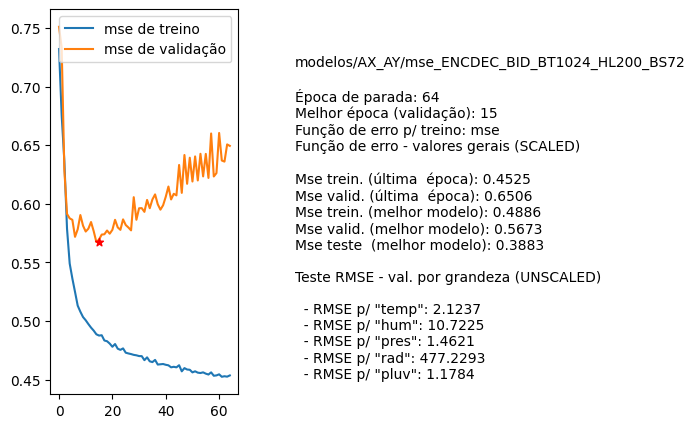 mse de treino
mse de validação
0.75
0.70
0.65
0.60
0.55
0.50
0.45
0
20
40
60
modelos/AX_AY/mse_ENCDEC_BID_BT1024_HL200_BS72
Época de parada: 64
Melhor época (validação): 15
Função de erro p/ treino: mse
Função de erro - valores gerais (SCALED)
Mse trein. (última  época): 0.4525
Mse valid. (última  época): 0.6506
Mse trein. (melhor modelo): 0.4886
Mse valid. (melhor modelo): 0.5673
Mse teste  (melhor modelo): 0.3883
Teste RMSE - val. por grandeza (UNSCALED)
- RMSE p/ "temp": 2.1237
- RMSE p/ "hum": 10.7225
- RMSE p/ "pres": 1.4621
- RMSE p/ "rad": 477.2293
- RMSE p/ "pluv": 1.1784